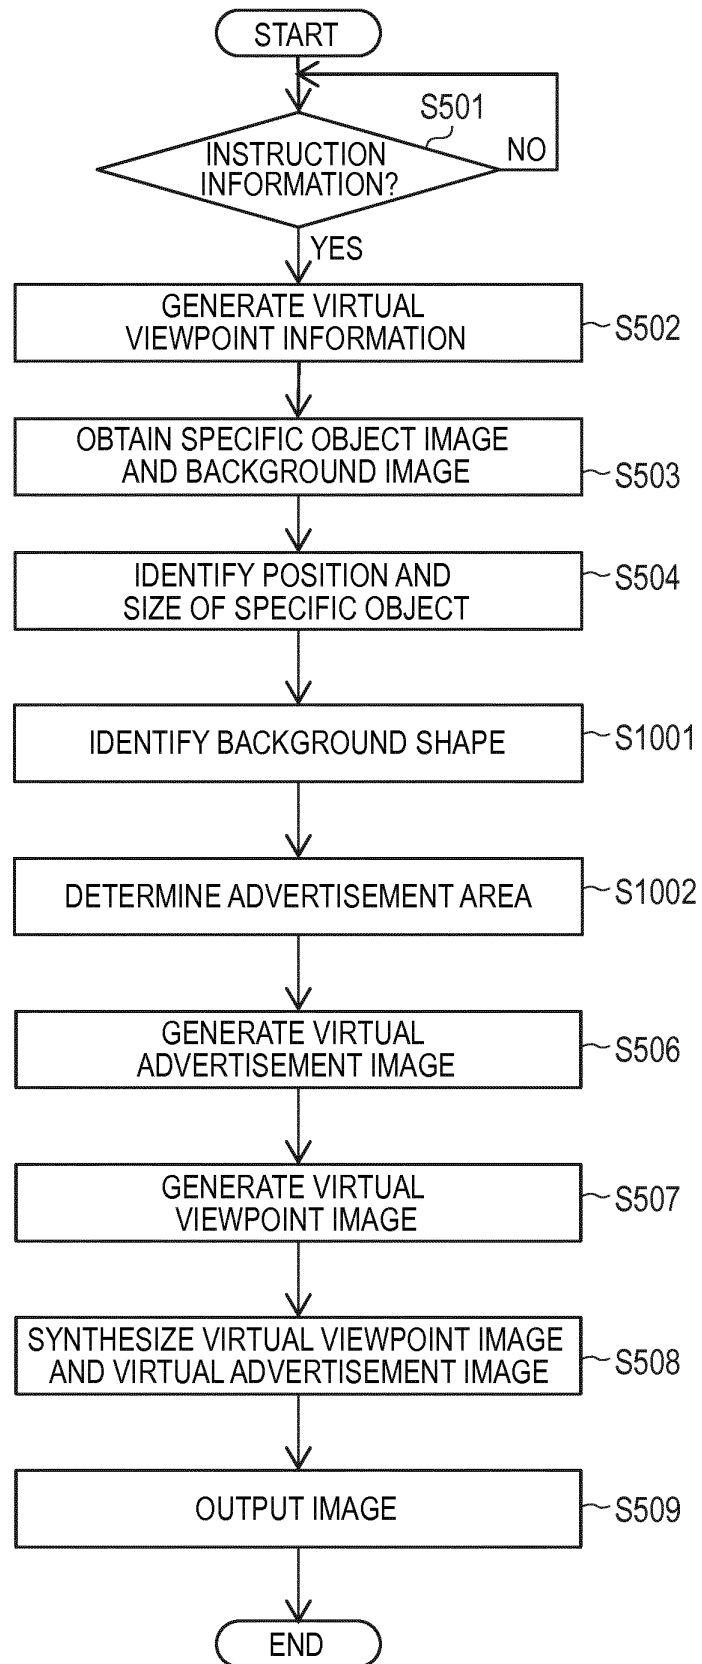 START
S501
INSTRUCTION
INFORMATION?
NO
YES
GENERATE VIRTUAL
VIEWPOINT INFORMATION
S502
OBTAIN SPECIFIC OBJECT IMAGE
AND BACKGROUND IMAGE
S503
IDENTIFY POSITION AND
SIZE OF SPECIFIC OBJECT
S504
IDENTIFY BACKGROUND SHAPE
S1001
DETERMINE ADVERTISEMENT AREA
S1002
GENERATE VIRTUAL
ADVERTISEMENT IMAGE
S506
GENERATE VIRTUAL
VIEWPOINT IMAGE
S507
SYNTHESIZE VIRTUAL VIEWPOINT IMAGE
AND VIRTUAL ADVERTISEMENT IMAGE
S508
OUTPUT IMAGE
S509
END